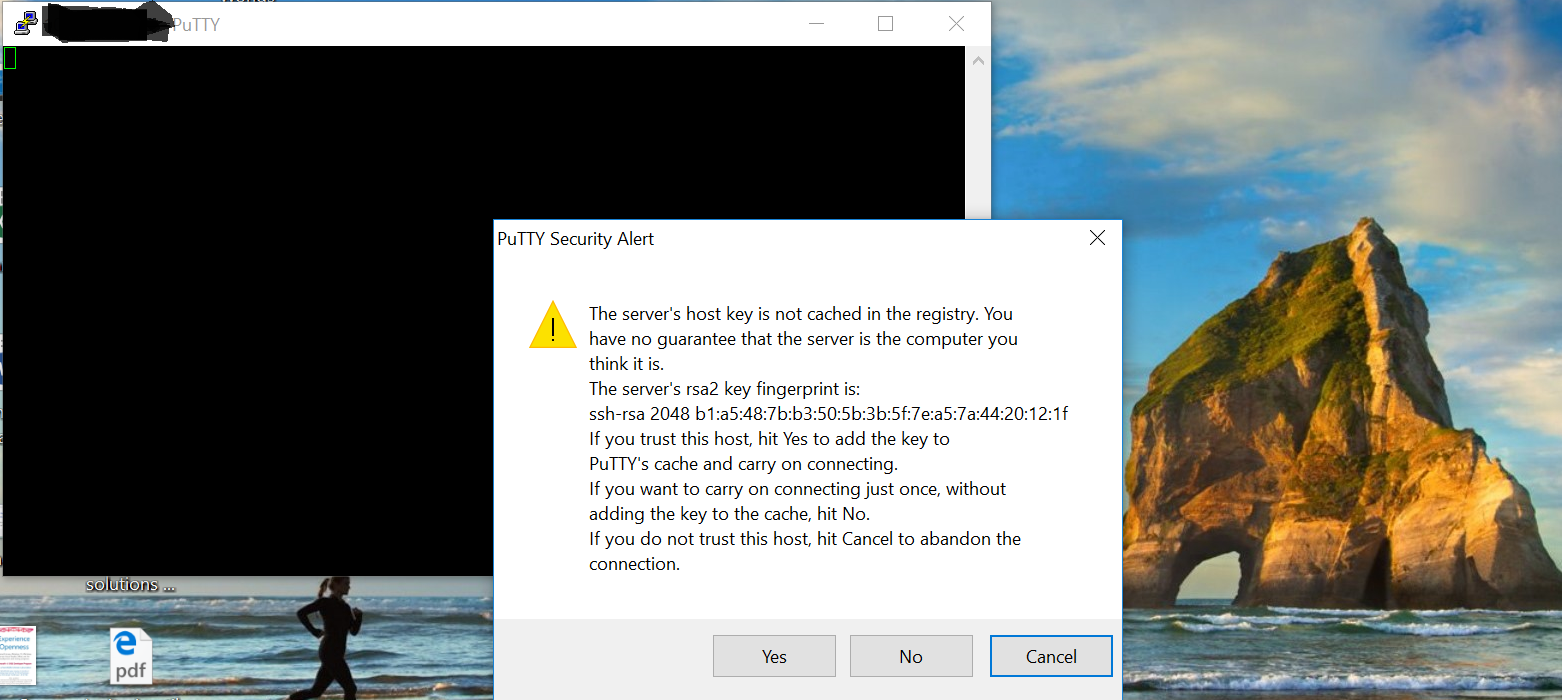 PuTTY
PuTTY Security Alert
The server's host key is not cached in the registry. You
have no guarantee that the server is the computer you
think it is.
The server's rsa2 key fingerprint is:
ssh-rsa 2048 b1:a5:48:7b:b3:50:5b:3b:5f:7e:a5:7a:44:20:12:1f
If you trust this host, hit Yes to add the key to
PuTTY's cache and carry on connecting.
If you want to carry on connecting just once, without
adding the key to the cache, hit No.
If you do not trust this host, hit Cancel to abandon the
connection.
Yes
No
Cancel
solutions ...
Experience
Openness
pdf